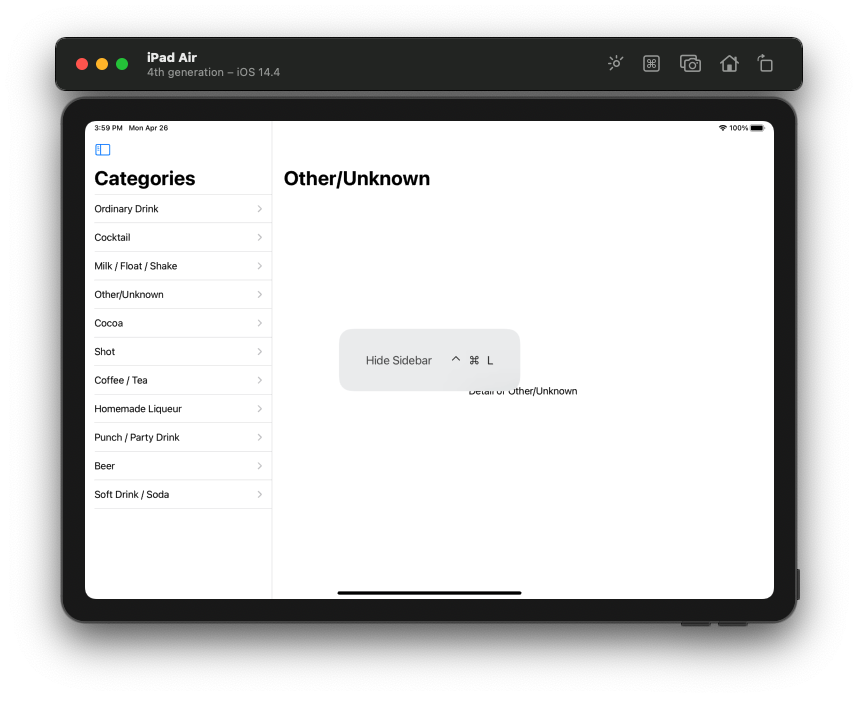 iPad Air
4th generation – iOS 14.4
3:59 PM Mon Apr 26
100%
Categories
Other/Unknown
Ordinary Drink
Cocktail
Milk / Float / Shake
Other/Unknown
Cocoa
Shot
Coffee / Tea
Homemade Liqueur
Punch / Party Drink
Beer
Soft Drink / Soda
Hide Sidebar ^ ⌘ L
Detail of Other/Unknown